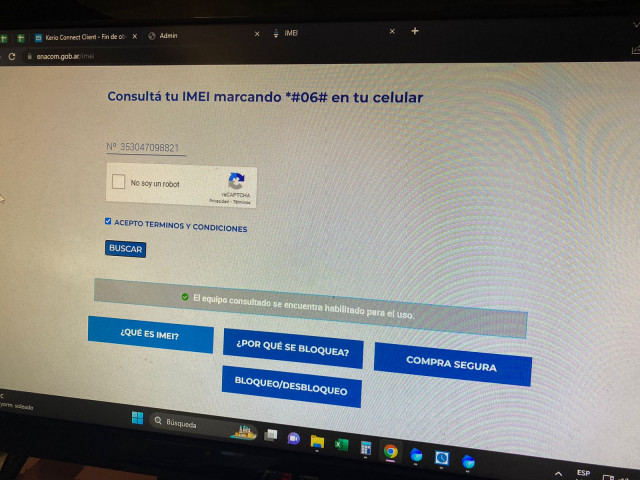 Kerio Connect Client - Fin de ob
Admin
IMEI
enacom.gob.ar/imei
Consultá tu IMEI marcando *#06# en tu celular
Nº 353047098821
No soy un robot
reCAPTCHA
Privacidad - Términos
ACEPTO TERMINOS Y CONDICIONES
BUSCAR
El equipo consultado se encuentra habilitado para el uso.
¿QUÉ ES IMEI?
¿POR QUÉ SE BLOQUEA?
COMPRA SEGURA
BLOQUEO/DESBLOQUEO
soleado
Búsqueda
ESP